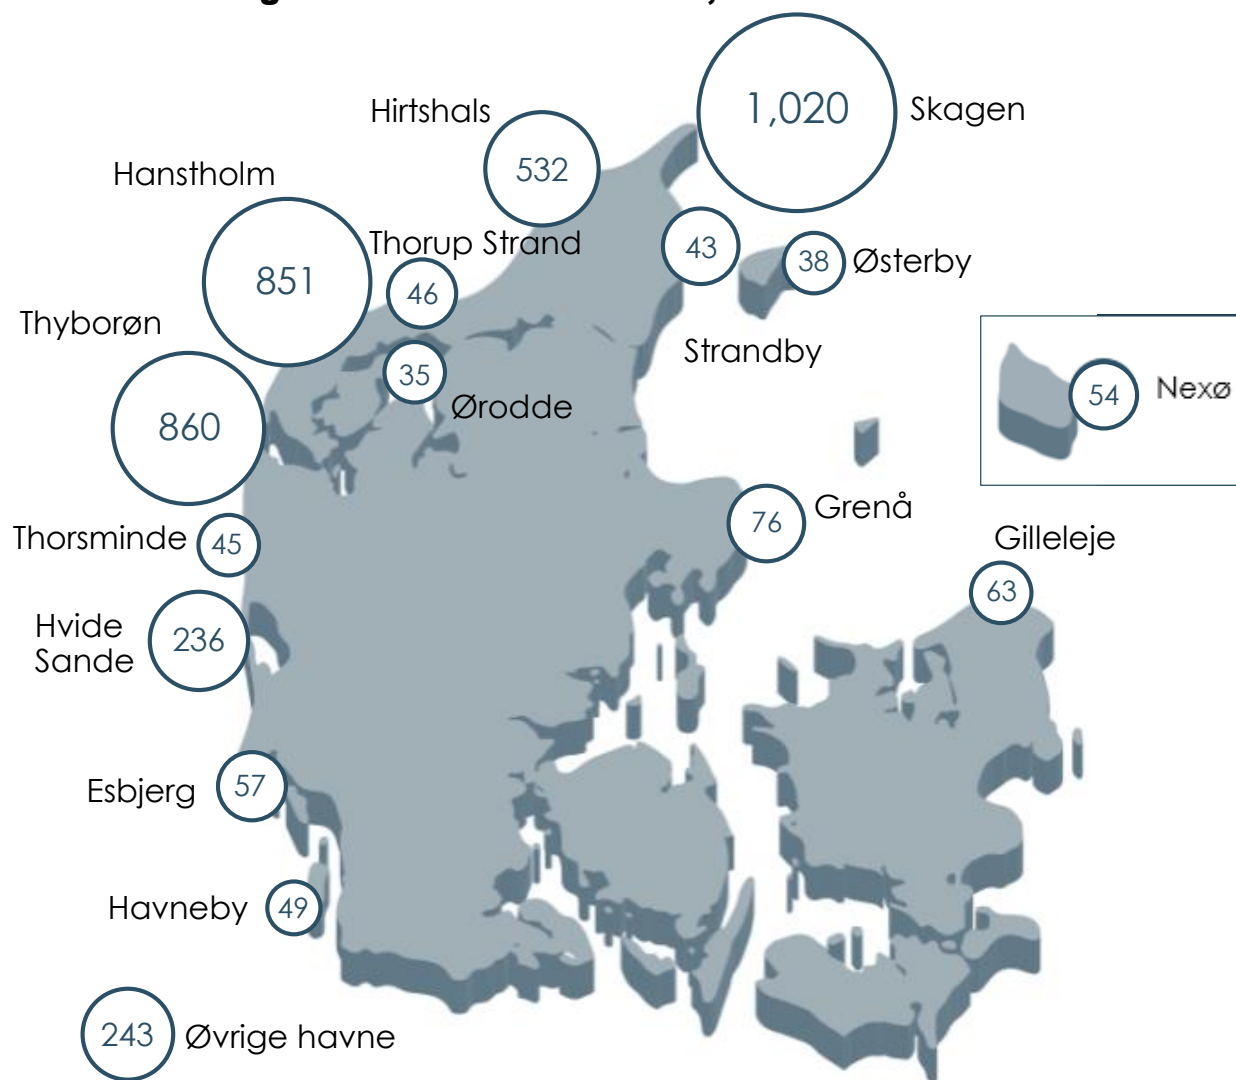 1,020
Skagen
Hirtshals
532
Hanstholm
851
Thorup Strand
46
43
38
Østerby
Thyborøn
860
35
Ørodde
Strandby
54
Nexø
76
Grenå
Thorsminde
45
Gilleleje
63
Hvide
Sande
236
Esbjerg
57
Havneby
49
243
Øvrige havne